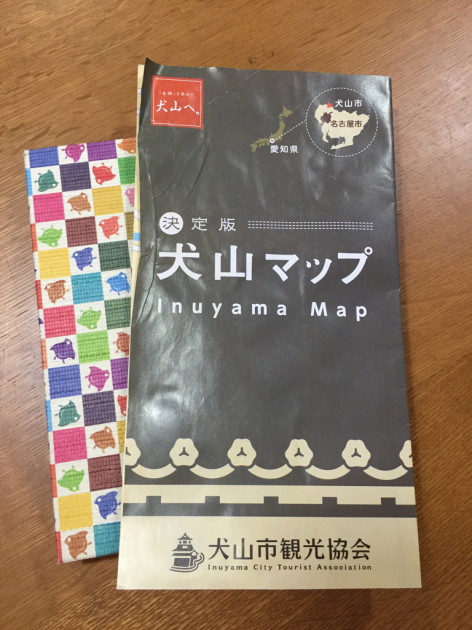 犬山へ。
犬山市
名古屋市
愛知県
決定版
犬山マップ
Inuyama Map
犬山市観光協会
Inuyama City Tourist Association